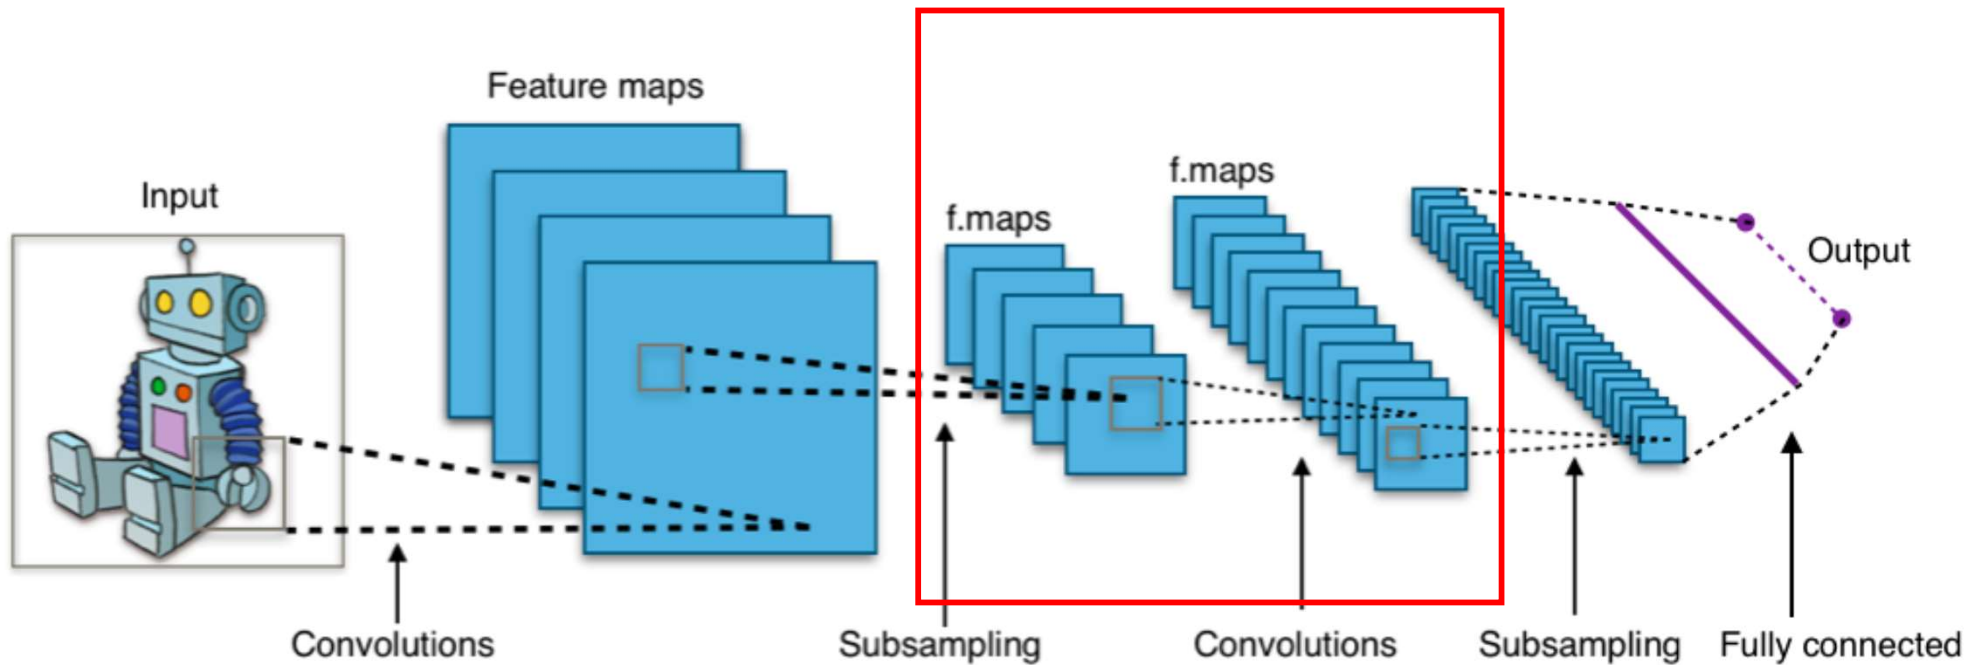 Feature maps
f.maps
Input
f.maps
Output
Convolutions
Subsampling
Convolutions
Subsampling
Fully connected